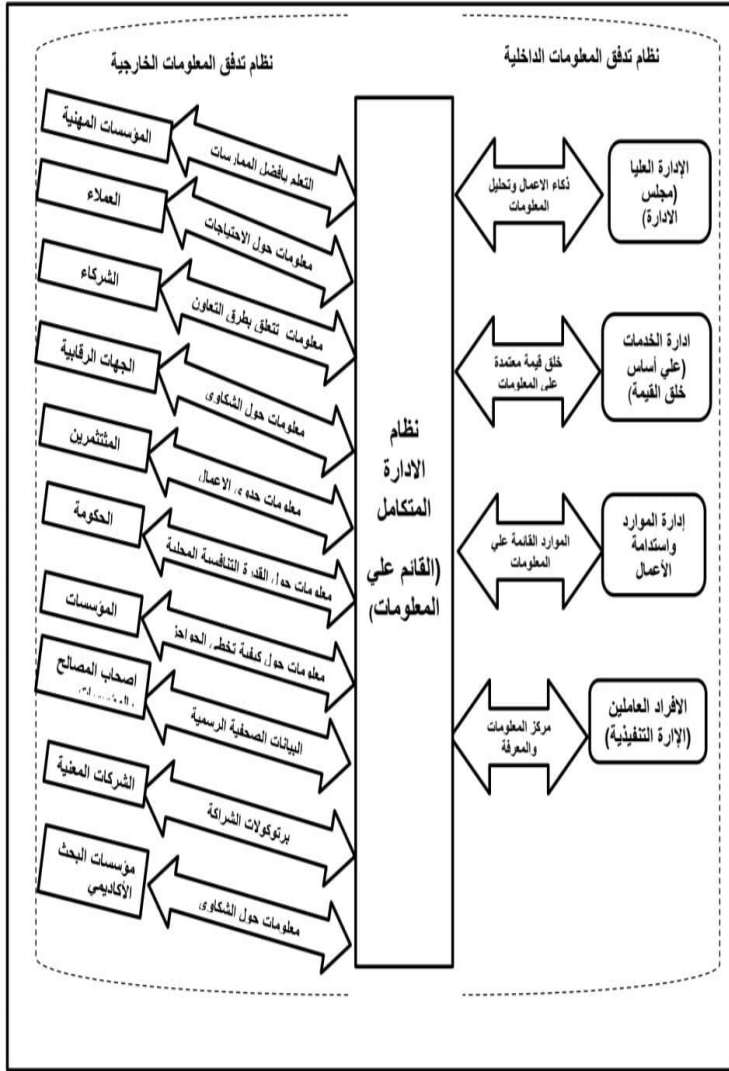 نظام تدفق المعلومات الداخلية
نظام تدفق المعلومات الخارجية
الإدارة العليا
(مجلس
الادارة)
ذكاء الاعمال وتحليل
المعلومات
ادارة الخدمات
(علي أساس
خلق القيمة)
خلق قيمة معتمدة
على المعلومات
إدارة الموارد
واستدامة
الأعمال
الموارد القائمة علي
المعلومات
الافراد العاملين
(الإارة التنفيذية)
مركز المعلومات
والمعرفة
نظام
الادارة
المتكامل
(القائم علي
المعلومات)
التعلم بافضل الممارسات
المؤسسات المهنية
معلومات حول الاحتياجات
العملاء
معلومات تتعلق بطرق التعاون
الشركاء
معلومات حول الشكاوى
الجهات الرقابية
معلومات جدوى الاعمال
المثتثمرين
معلومات حول القدرة التنافسية المحلية
الحكومة
معلومات حول كيفية تخطي الحواجز
المؤسسات
البيانات الصحفية الرسمية
اصحاب المصالح
برتوكولات الشراكة
الشركات المعنية
معلومات حول الشكاوى
مؤسسات البحث
الأكاديمي